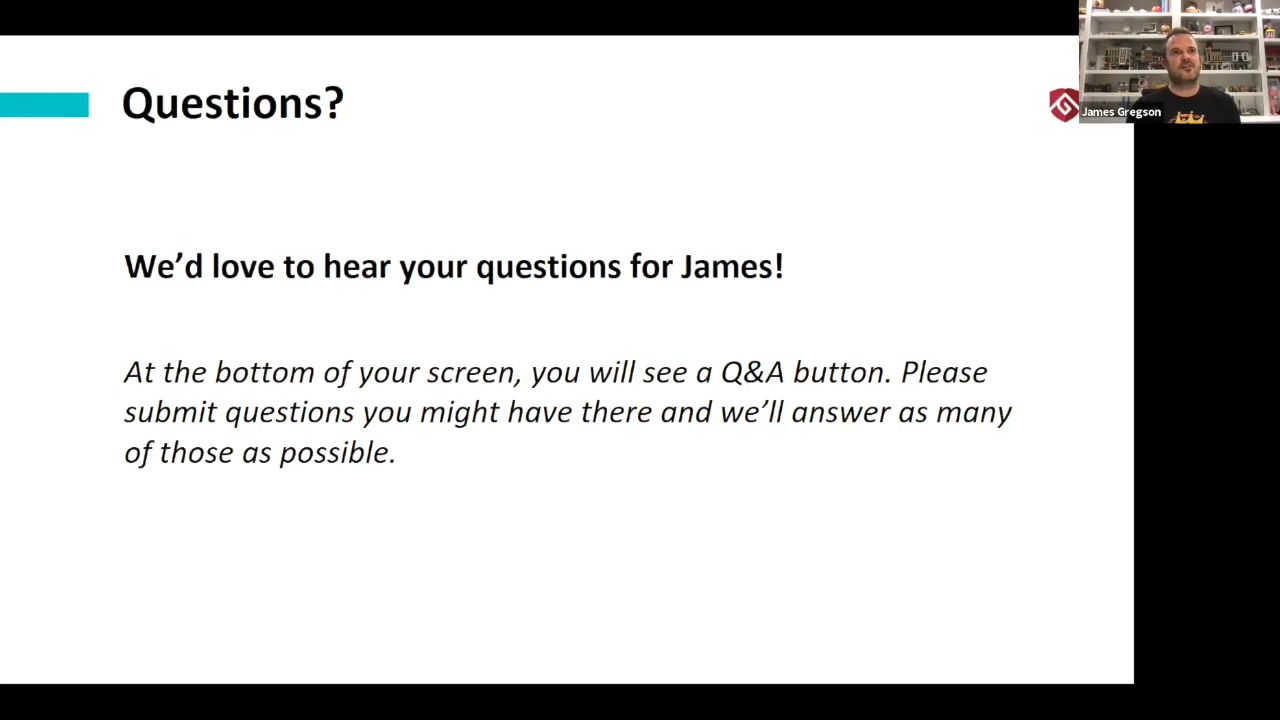 Questions?
James Gregson
We’d love to hear your questions for James!
At the bottom of your screen, you will see a Q&A button. Please
submit questions you might have there and we’ll answer as many
of those as possible.